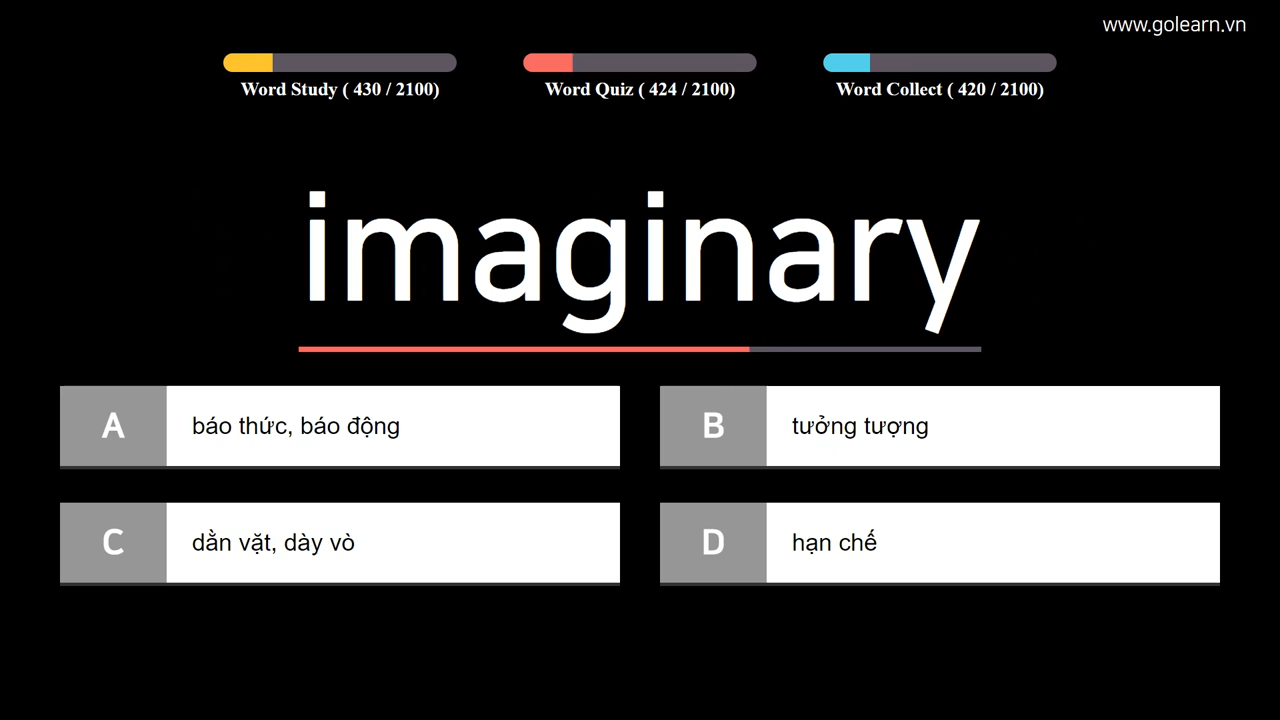 www.golearn.vn
Word Study ( 430 / 2100)
Word Quiz ( 424 / 2100)
Word Collect ( 420 / 2100)
imaginary
A báo thức, báo động
B tưởng tượng
C dằn vặt, dày vò
D hạn chế